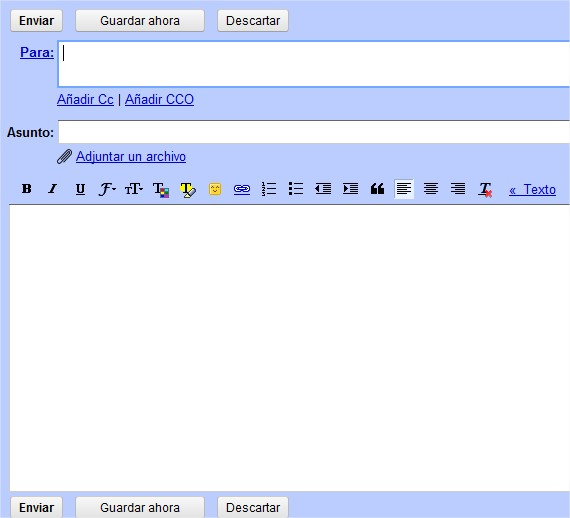 Enviar Guardar ahora Descartar
Para:
Añadir Cc | Añadir CCO
Asunto:
Adjuntar un archivo
B I U F T T T T « Texto
Enviar Guardar ahora Descartar